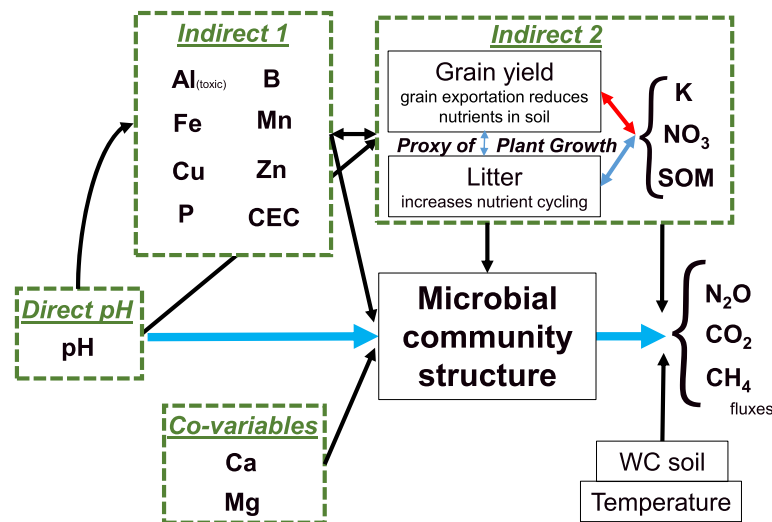 Indirect 1
Al(toxic) B
Fe Mn
Cu Zn
P CEC
Indirect 2
Grain yield
grain exportation reduces
nutrients in soil
Proxy of Plant Growth
Litter
increases nutrient cycling
K
NO₃
SOM
Direct pH
pH
Microbial
community
structure
N₂O
CO₂
CH₄
fluxes
Co-variables
Ca
Mg
WC soil
Temperature